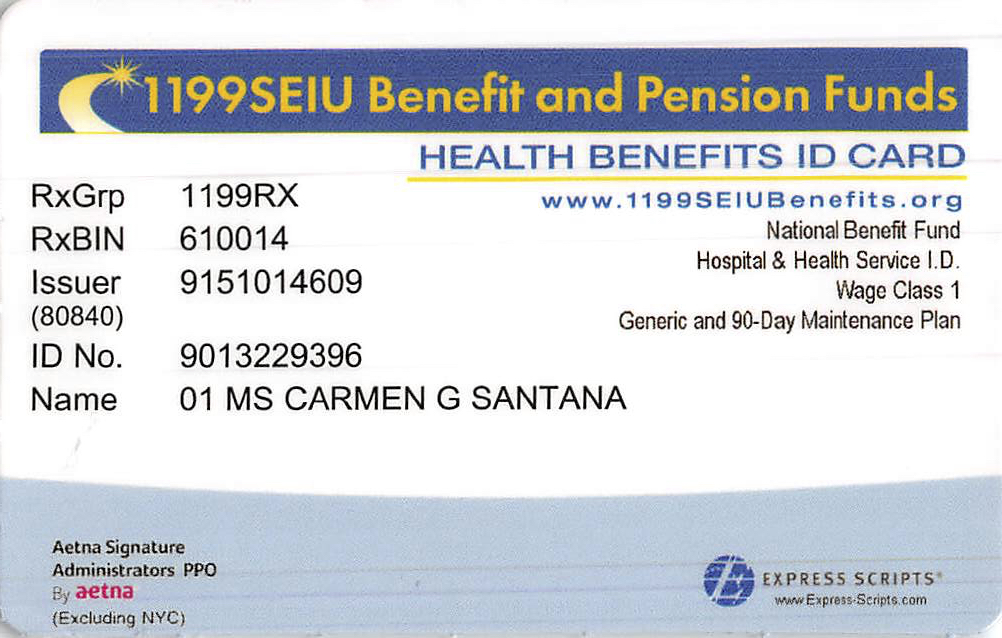 1199SEIU Benefit and Pension Funds
HEALTH BENEFITS ID CARD
www.1199SEIUBenefits.org
RxGrp 1199RX
RxBIN 610014
Issuer 9151014609
(80840)
ID No. 9013229396
Name 01 MS CARMEN G SANTANA
National Benefit Fund
Hospital & Health Service I.D.
Wage Class 1
Generic and 90-Day Maintenance Plan
Aetna Signature
Administrators PPO
By aetna
(Excluding NYC)
EXPRESS SCRIPTS®
www.Express-Scripts.com